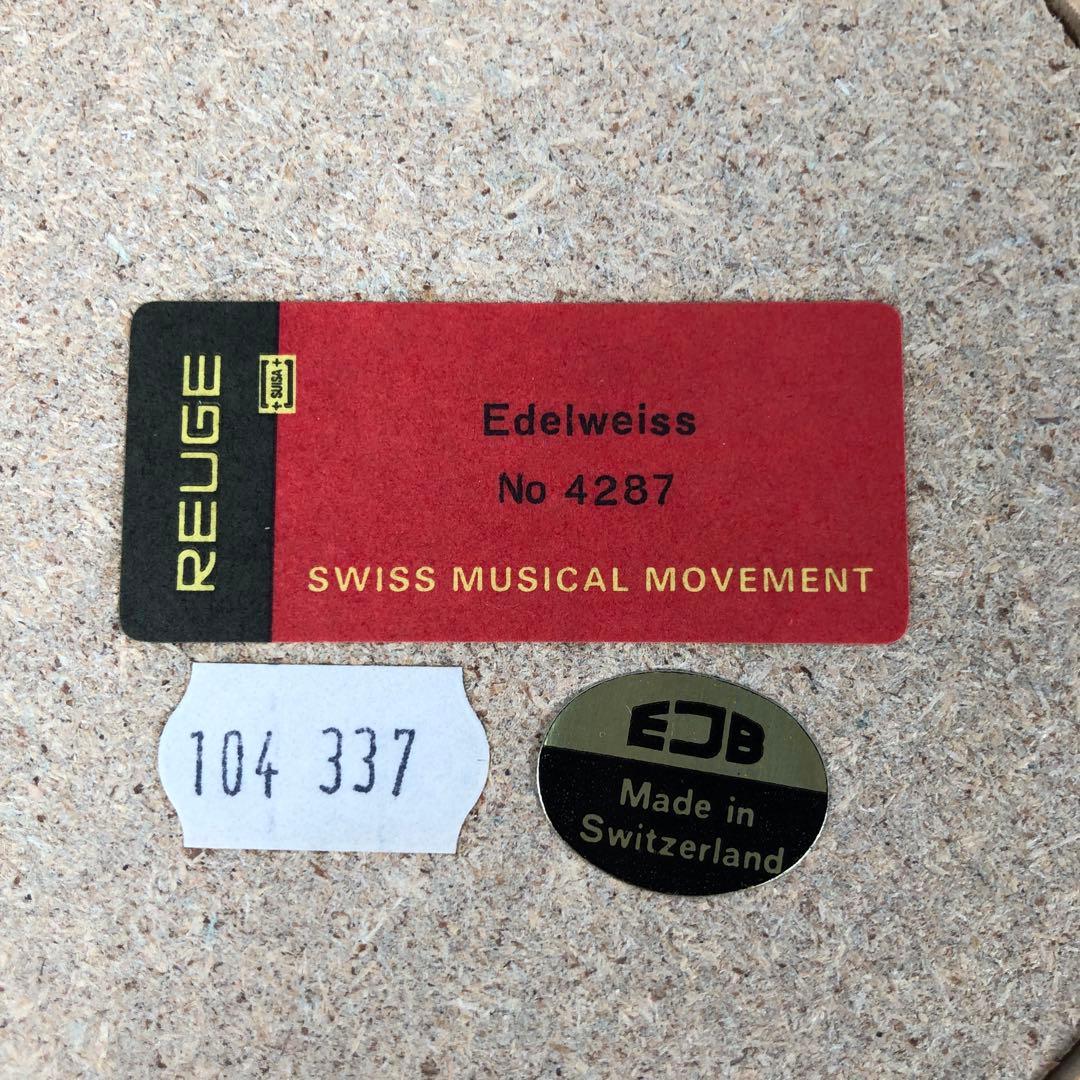 REUGE
+ SUISA +
Edelweiss
No 4287
SWISS MUSICAL MOVEMENT
104 337
EJB
Made in
Switzerland